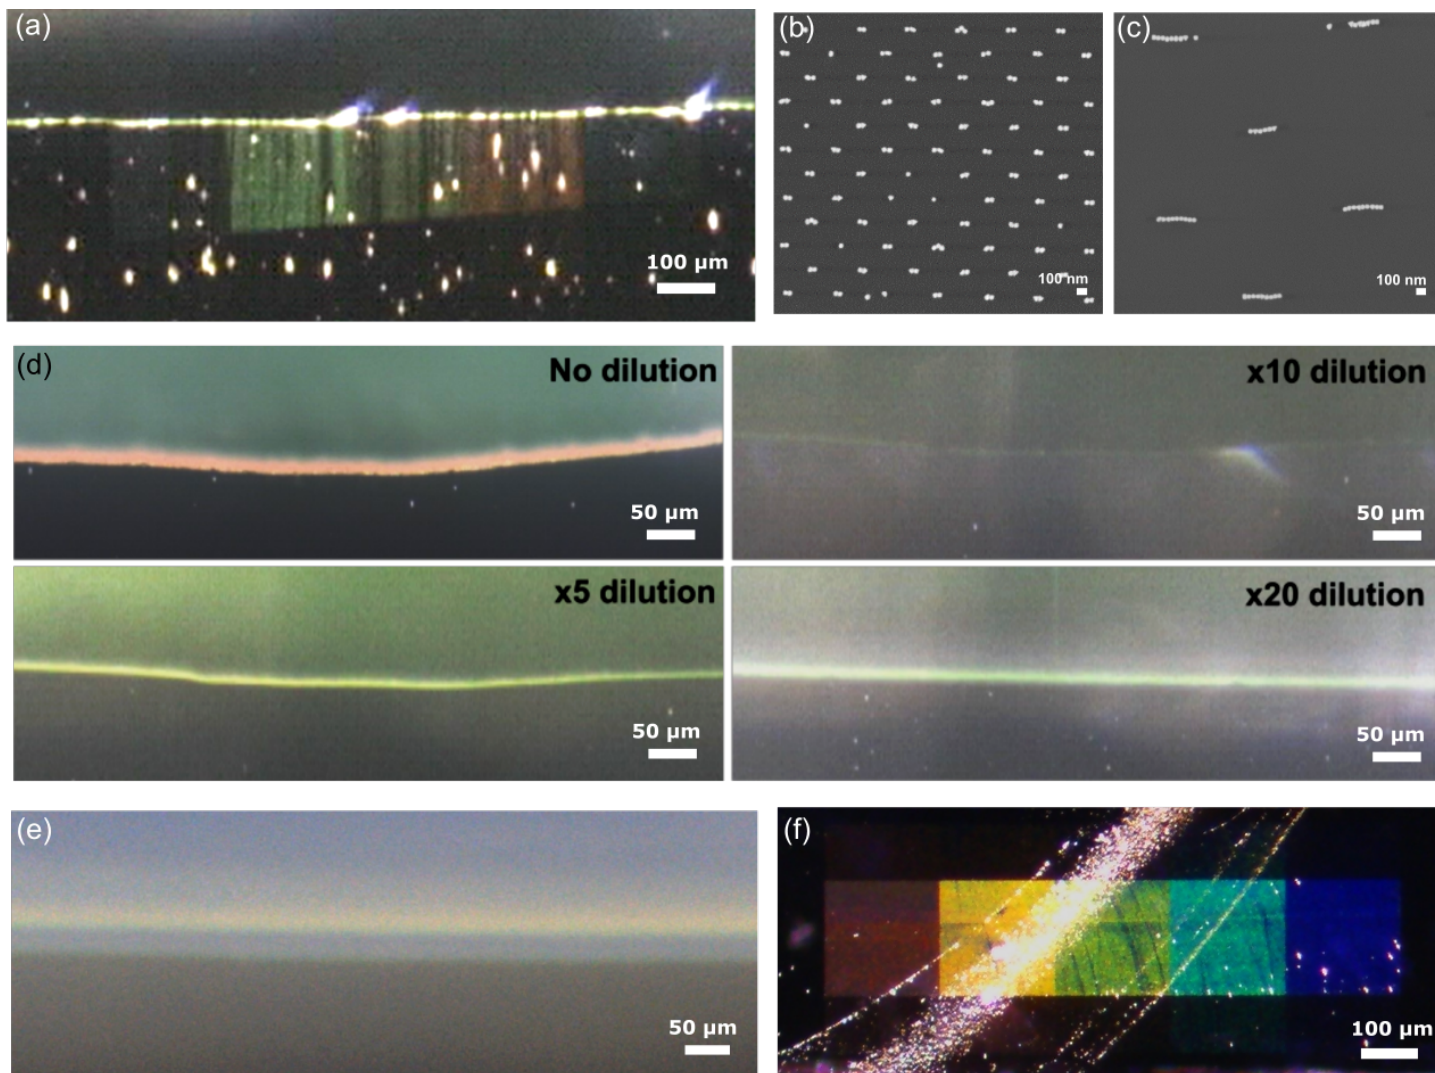 (a)
100 µm
(b)
100 nm
(c)
100 nm
(d)
No dilution
50 µm
x10 dilution
50 µm
x5 dilution
50 µm
x20 dilution
50 µm
(e)
50 µm
(f)
100 µm